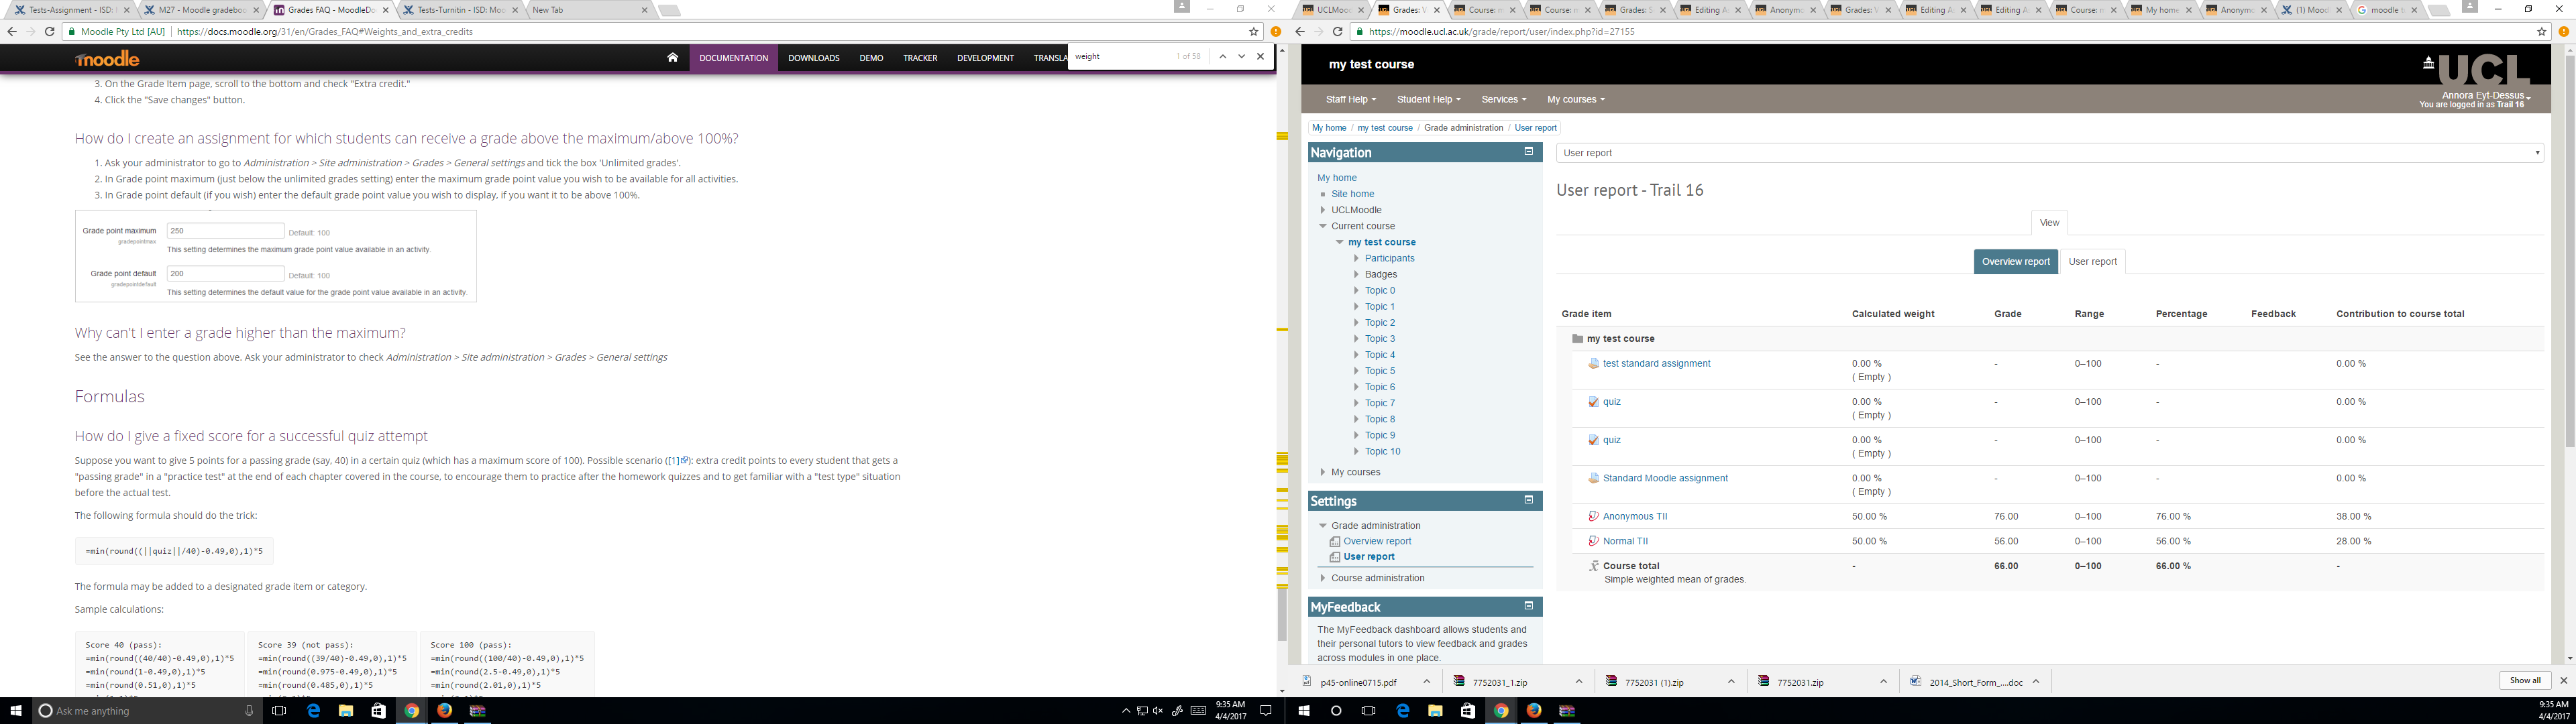 Tests-Assignment - ISD:
M27 - Moodle gradeboo
Grades FAQ - MoodleDo
Tests-Turnitin - ISD: Moo
New Tab
Moodle Pty Ltd [AU] | https://docs.moodle.org/31/en/Grades_FAQ#Weights_and_extra_credits
moodle
DOCUMENTATION
DOWNLOADS
DEMO
TRACKER
DEVELOPMENT
TRANSLA
weight
1 of 58
3. On the Grade Item page, scroll to the bottom and check "Extra credit."
4. Click the "Save changes" button.
How do I create an assignment for which students can receive a grade above the maximum/above 100%?
1. Ask your administrator to go to Administration > Site administration > Grades > General settings and tick the box 'Unlimited grades'.
2. In Grade point maximum (just below the unlimited grades setting) enter the maximum grade point value you wish to be available for all activities.
3. In Grade point default (if you wish) enter the default grade point value you wish to display, if you want it to be above 100%.
Grade point maximum 250 Default: 100
gradepointmax
This setting determines the maximum grade point value available in an activity.
Grade point default 200 Default: 100
gradepointdefault
This setting determines the default value for the grade point value available in an activity.
Why can't I enter a grade higher than the maximum?
See the answer to the question above. Ask your administrator to check Administration > Site administration > Grades > General settings
Formulas
How do I give a fixed score for a successful quiz attempt
Suppose you want to give 5 points for a passing grade (say, 40) in a certain quiz (which has a maximum score of 100). Possible scenario ([1]): extra credit points to every student that gets a
"passing grade" in a "practice test" at the end of each chapter covered in the course, to encourage them to practice after the homework quizzes and to get familiar with a "test type" situation
before the actual test.
The following formula should do the trick:
=min(round((||quiz||/40)-0.49,0),1)*5
The formula may be added to a designated grade item or category.
Sample calculations:
Score 40 (pass):
=min(round((40/40)-0.49,0),1)*5
=min(round(1-0.49,0),1)*5
=min(round(0.51,0),1)*5
Score 39 (not pass):
=min(round((39/40)-0.49,0),1)*5
=min(round(0.975-0.49,0),1)*5
=min(round(0.485,0),1)*5
Score 100 (pass):
=min(round((100/40)-0.49,0),1)*5
=min(round(2.5-0.49,0),1)*5
=min(round(2.01,0),1)*5
Ask me anything
9:35 AM
4/4/2017
UCLMood
Grades: V
Course: m
Course: m
Grades: S
Editing A
Anonym
Grades: V
Editing A
Editing A
Course: m
My home
Anonym
(1) Mood
moodle t
https://moodle.ucl.ac.uk/grade/report/user/index.php?id=27155
my test course
UCL
Staff Help
Student Help
Services
My courses
Annora Eyt-Dessus
You are logged in as Trail 16
My home / my test course / Grade administration / User report
Navigation
My home
Site home
UCLMoodle
Current course
my test course
Participants
Badges
Topic 0
Topic 1
Topic 2
Topic 3
Topic 4
Topic 5
Topic 6
Topic 7
Topic 8
Topic 9
Topic 10
My courses
Settings
Grade administration
Overview report
User report
Course administration
MyFeedback
The MyFeedback dashboard allows students and
their personal tutors to view feedback and grades
across modules in one place.
User report
User report - Trail 16
View
Overview report
User report
Grade item Calculated weight Grade Range Percentage Feedback Contribution to course total
my test course
test standard assignment 0.00 % - 0–100 - 0.00 %
( Empty )
quiz 0.00 % - 0–100 - 0.00 %
( Empty )
quiz 0.00 % - 0–100 - 0.00 %
( Empty )
Standard Moodle assignment 0.00 % - 0–100 - 0.00 %
( Empty )
Anonymous TII 50.00 % 76.00 0–100 76.00 % 38.00 %
Normal TII 50.00 % 56.00 0–100 56.00 % 28.00 %
Course total - 66.00 0–100 66.00 % -
Simple weighted mean of grades.
p45-online0715.pdf
7752031_1.zip
7752031 (1).zip
7752031.zip
2014_Short_Form_....doc
Show all
9:35 AM
4/4/2017